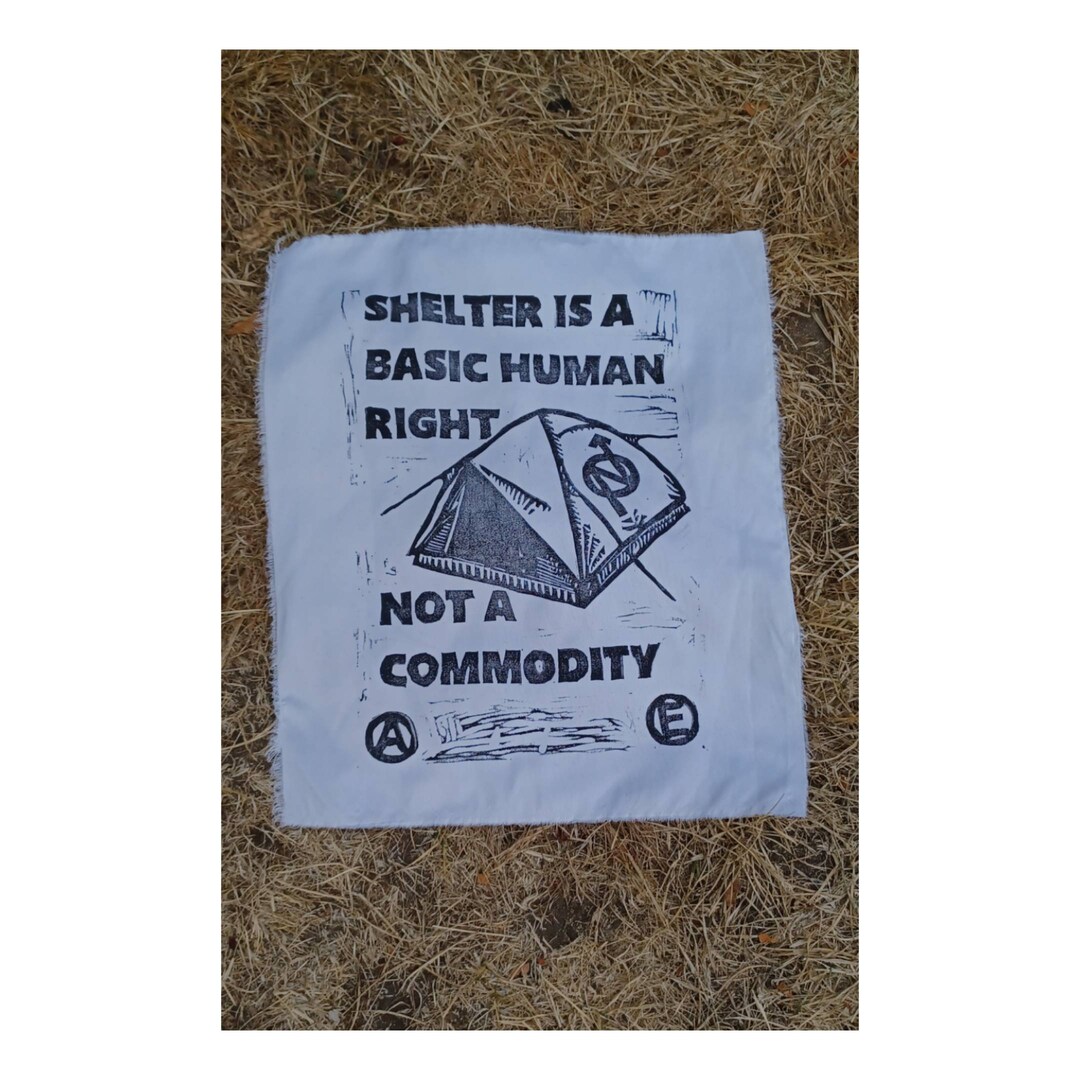 SHELTER IS A
BASIC HUMAN
RIGHT
N
NOT A
COMMODITY
A
E